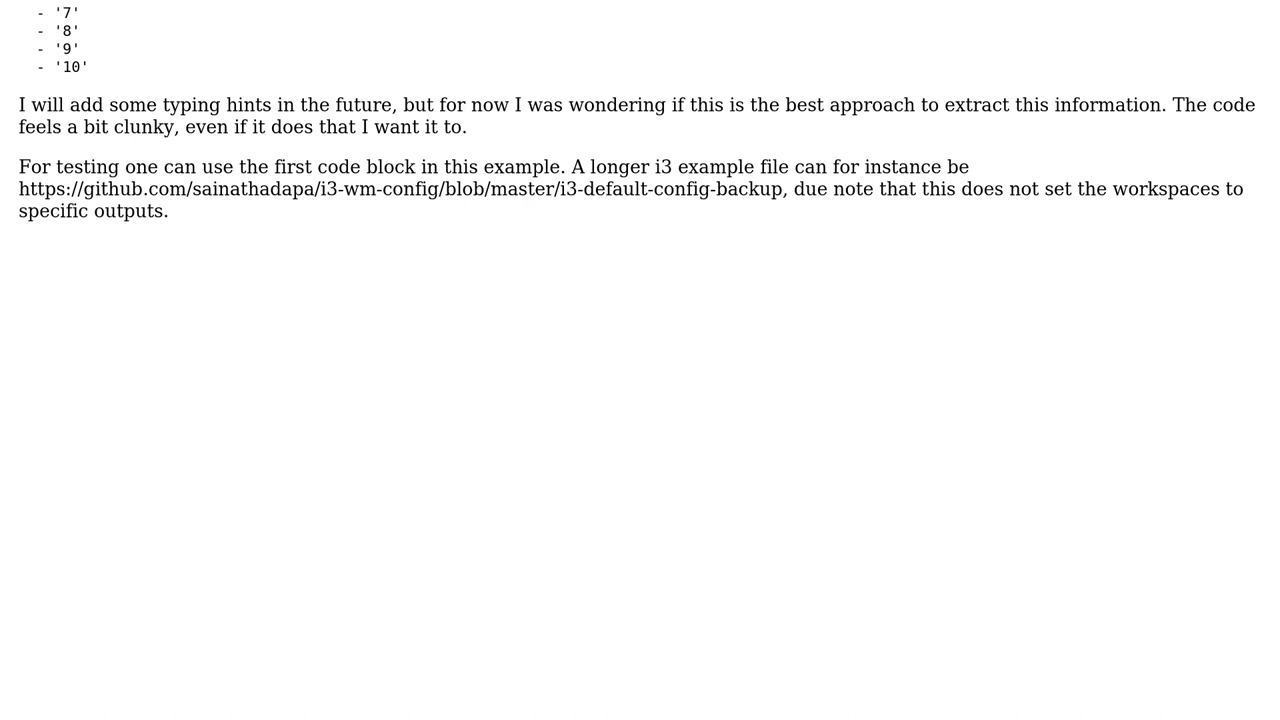 - '7'
- '8'
- '9'
- '10'
I will add some typing hints in the future, but for now I was wondering if this is the best approach to extract this information. The code
feels a bit clunky, even if it does that I want it to.
For testing one can use the first code block in this example. A longer i3 example file can for instance be
https://github.com/sainathadapa/i3-wm-config/blob/master/i3-default-config-backup, due note that this does not set the workspaces to
specific outputs.